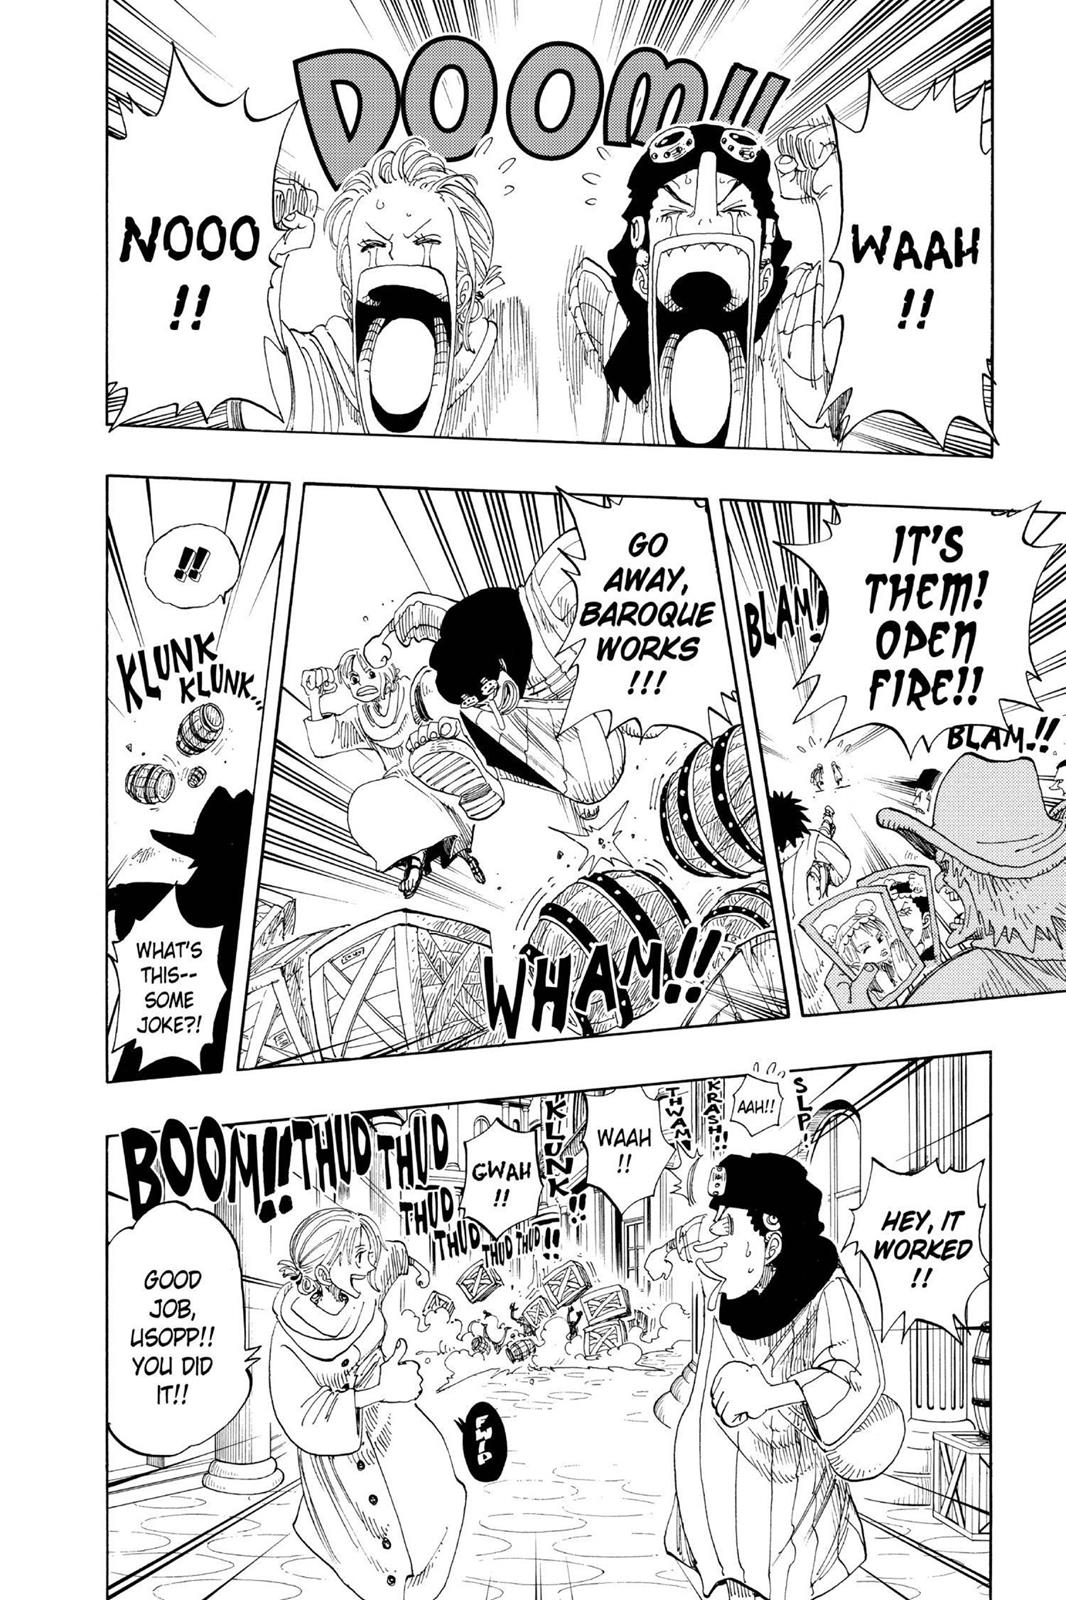 DOOM!!
WAAH
!!
NOOO
!!
IT'S
THEM!
OPEN
FIRE!!
BLAM!
BLAM!!
GO
AWAY,
BAROQUE
WORKS
!!!
WHAM!!
!!
KLUNK
KLUNK...
WHAT'S
THIS--
SOME
JOKE?!
HEY, IT
WORKED
!!
SLP!
AAH!!
KRASH!!
THWAM!
WAAH
!!
KLUNK!!
GWAH
!!
BOOM!!
THUD
THUD
THUD
THUD
THUD
THUD
!!
GOOD
JOB,
USOPP!!
YOU DID
IT!!
FWIP